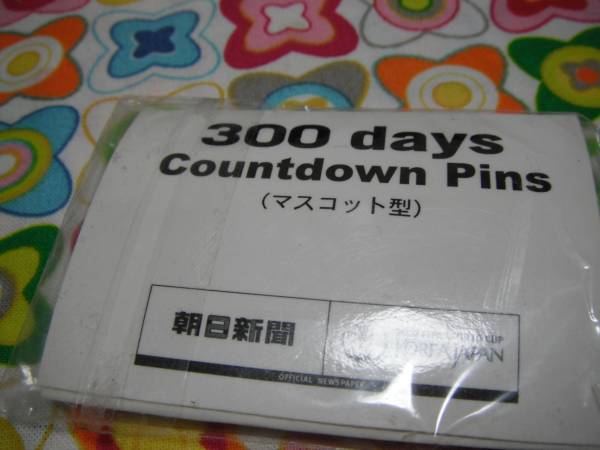 300 days
Countdown Pins
（マスコット型）
朝日新聞
KOREA JAPAN
OFFICIAL NEWSPAPER